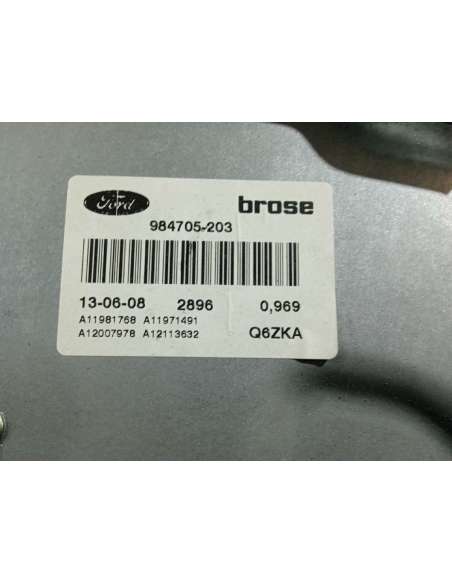 Ford brose
984705-203
13-06-08 2896 0,969
A11981768 A11971491
A12007978 A12113632 Q6ZKA